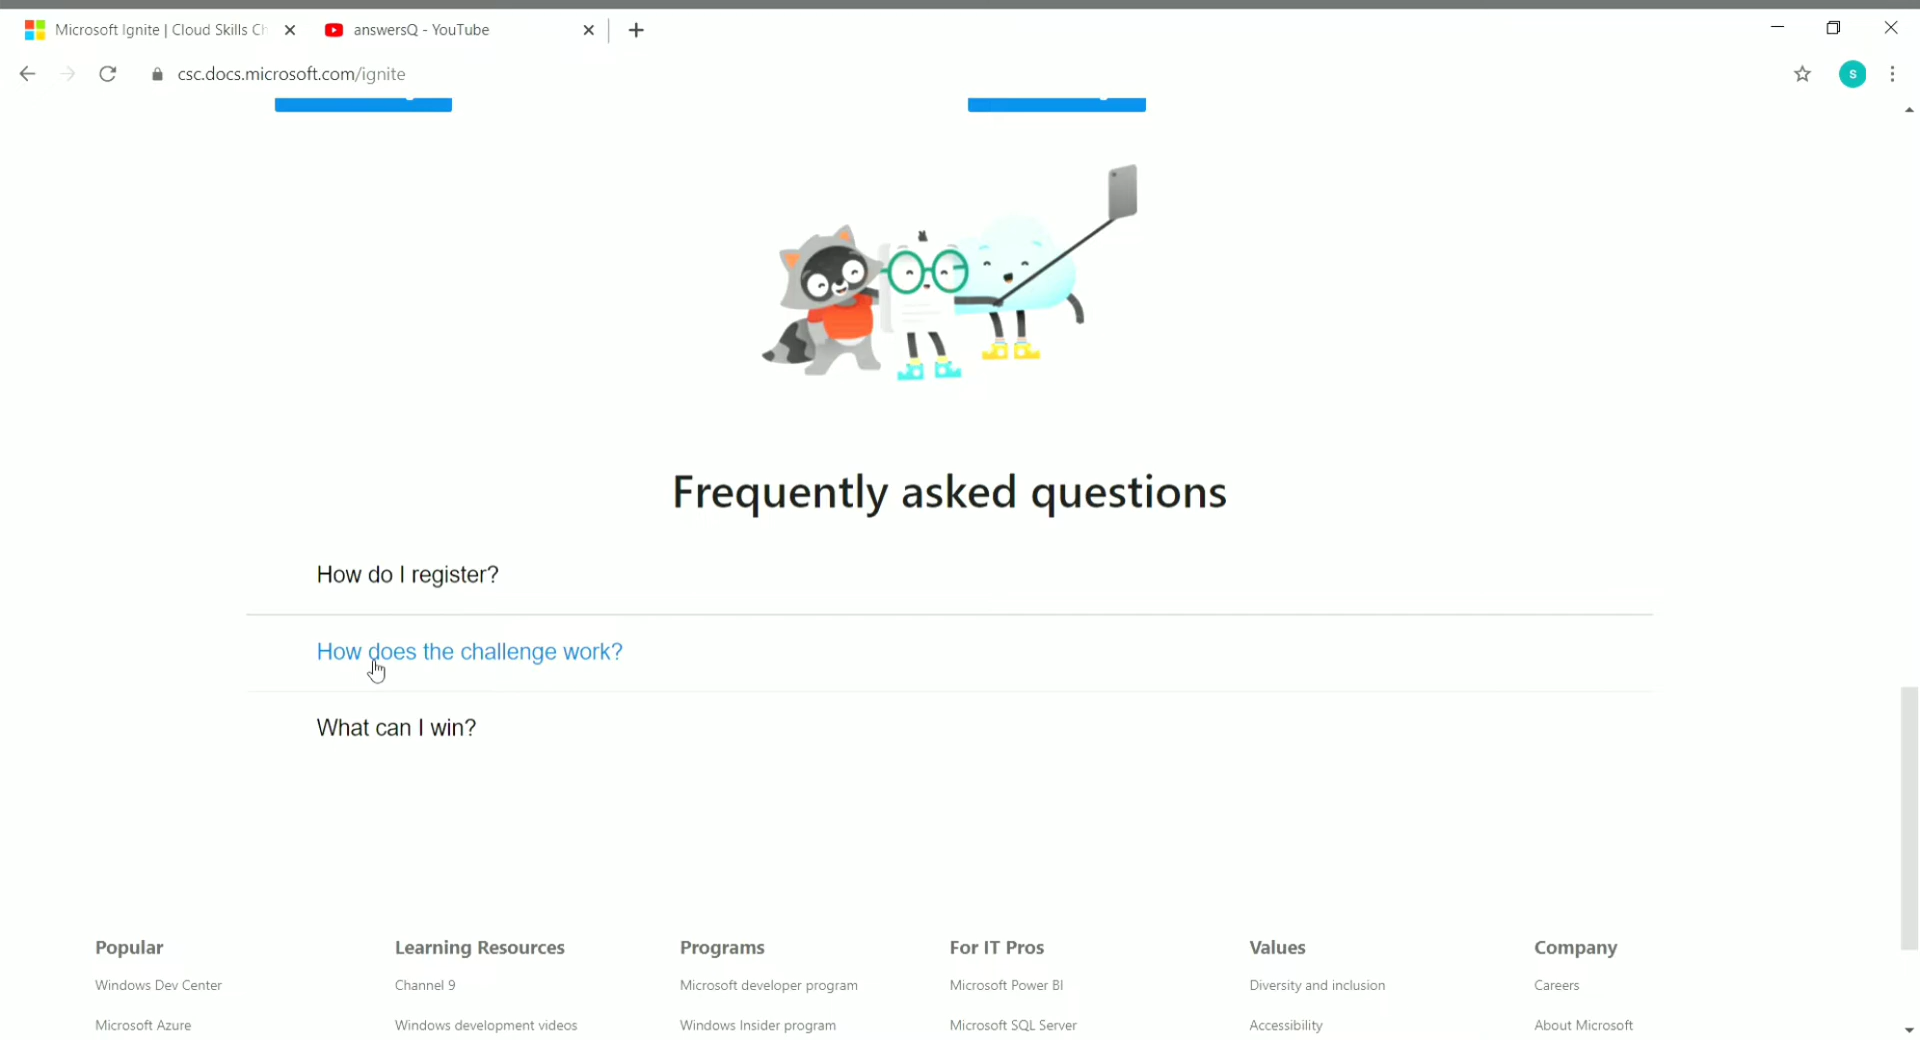 Microsoft Ignite | Cloud Skills Ch
answersQ - YouTube
csc.docs.microsoft.com/ignite
S
Frequently asked questions
How do I register?
How does the challenge work?
What can I win?
Popular
Learning Resources
Programs
For IT Pros
Values
Company
Windows Dev Center
Channel 9
Microsoft developer program
Microsoft Power BI
Diversity and inclusion
Careers
Microsoft Azure
Windows development videos
Windows Insider program
Microsoft SQL Server
Accessibility
About Microsoft